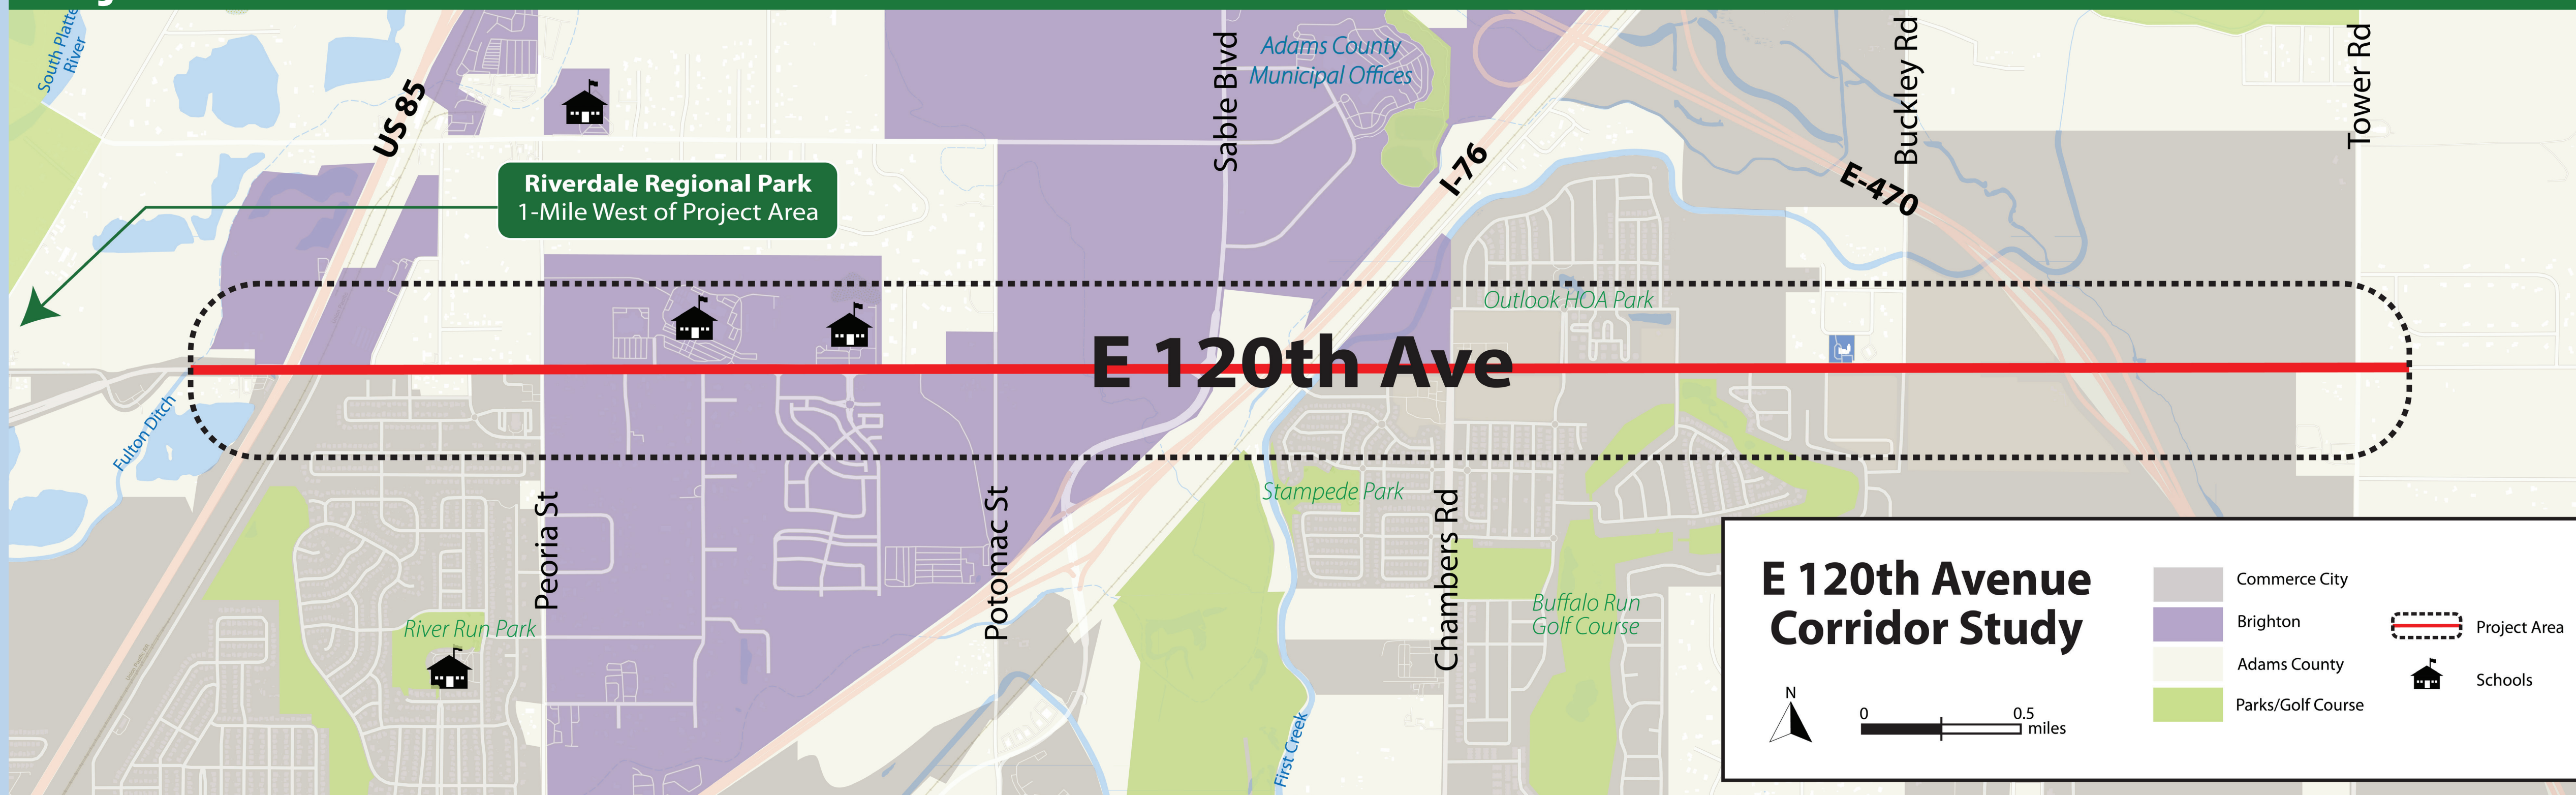 South Platte
River
US 85
Adams County
Municipal Offices
Sable Blvd
I-76
Buckley Rd
E-470
Tower Rd
Riverdale Regional Park
1-Mile West of Project Area
Outlook HOA Park
E 120th Ave
Fulton Ditch
Peoria St
Potomac St
Stampede Park
Chambers Rd
River Run Park
Buffalo Run
Golf Course
First Creek
E 120th Avenue
Corridor Study
N
0 0.5
miles
Commerce City
Brighton
Adams County
Parks/Golf Course
Project Area
Schools